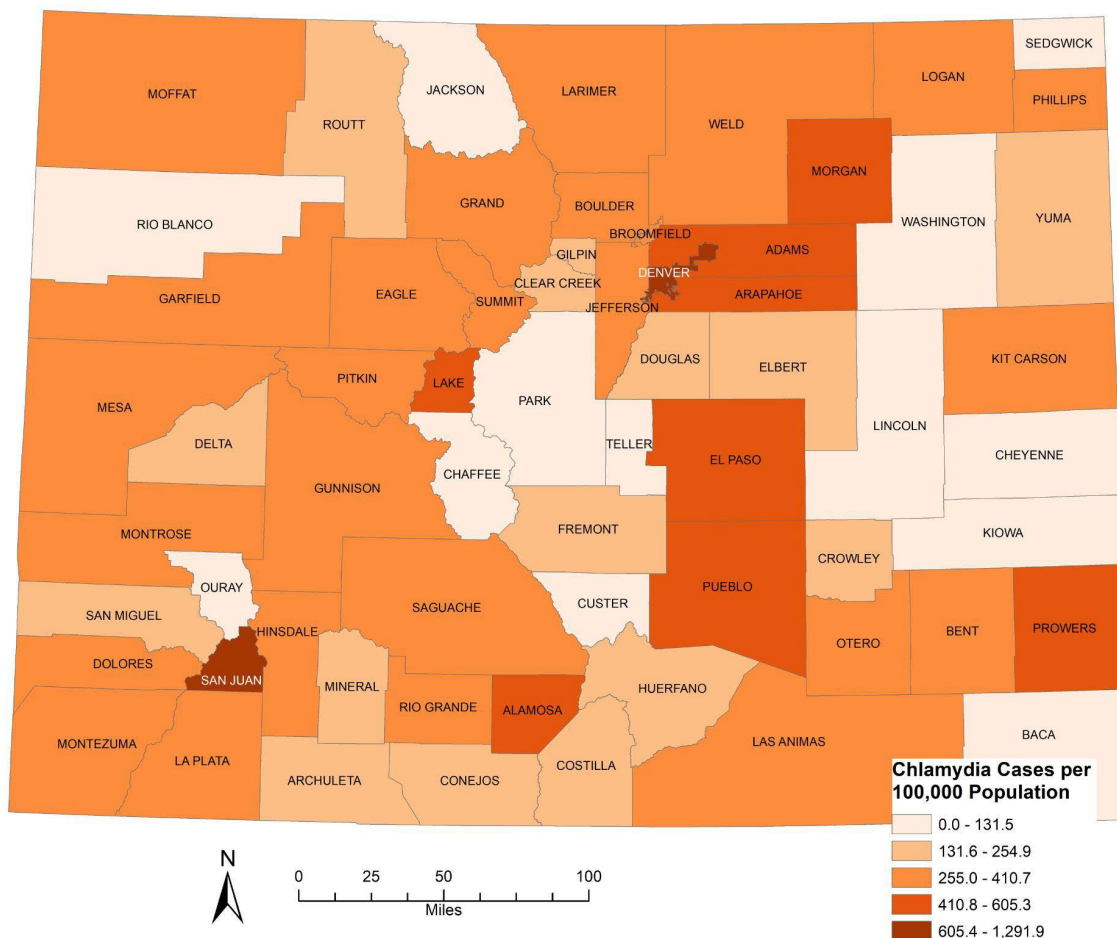 SEDGWICK
LOGAN
MOFFAT
JACKSON
LARIMER
PHILLIPS
ROUTT
WELD
MORGAN
GRAND
BOULDER
WASHINGTON
YUMA
RIO BLANCO
BROOMFIELD
ADAMS
GILPIN
DENVER
CLEAR CREEK
EAGLE
GARFIELD
SUMMIT
ARAPAHOE
JEFFERSON
DOUGLAS
KIT CARSON
ELBERT
PITKIN
LAKE
PARK
MESA
LINCOLN
DELTA
TELLER
CHEYENNE
EL PASO
CHAFFEE
GUNNISON
FREMONT
MONTROSE
KIOWA
CROWLEY
OURAY
PUEBLO
CUSTER
SAGUACHE
SAN MIGUEL
PROWERS
BENT
HINSDALE
OTERO
DOLORES
SAN JUAN
MINERAL
HUERFANO
RIO GRANDE
ALAMOSA
BACA
MONTEZUMA
LAS ANIMAS
LA PLATA
COSTILLA
ARCHULETA
CONEJOS
Chlamydia Cases per
100,000 Population
0.0 - 131.5
131.6 - 254.9
255.0 - 410.7
410.8 - 605.3
605.4 - 1,291.9
N
0 25 50 100
Miles